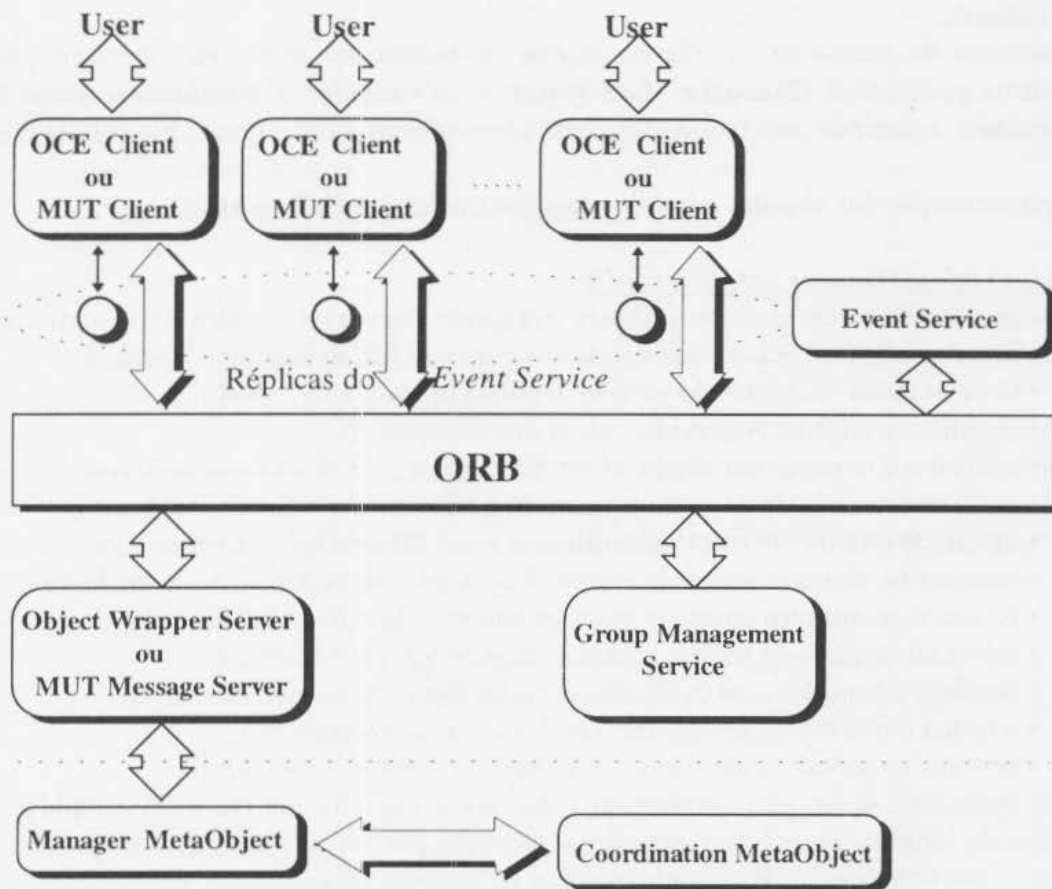 User User User
OCE Client
ou
MUT Client
OCE Client
ou
MUT Client
.....
OCE Client
ou
MUT Client
Event Service
Réplicas do Event Service
ORB
Object Wrapper Server
ou
MUT Message Server
Group Management
Service
Manager MetaObject
Coordination MetaObject